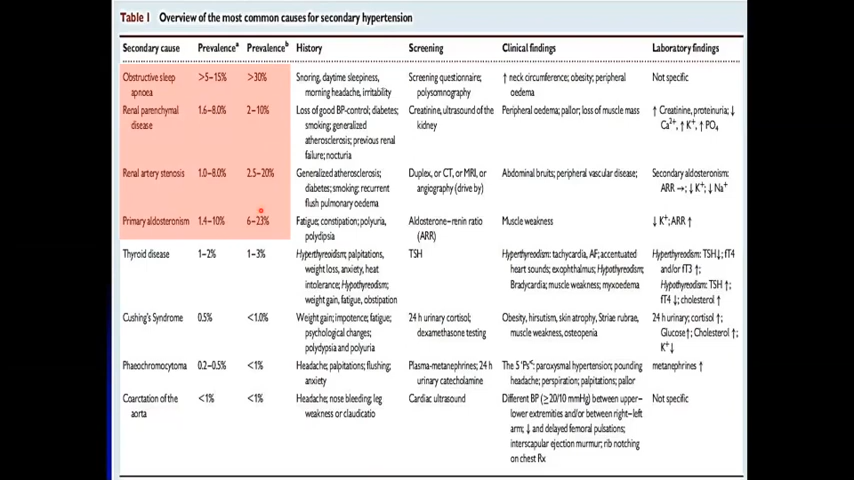 Table 1 Overview of the most common causes for secondary hypertension
Secondary cause Prevalenceᵃ Prevalenceᵇ History Screening Clinical findings Laboratory findings
Obstructive sleep apnoea >5–15% >30% Snoring, daytime sleepiness, morning headache, irritability Screening questionnaire; polysomnography ↑ neck circumference; obesity; peripheral oedema Not specific
Renal parenchymal disease 1.6–8.0% 2–10% Loss of good BP-control; diabetes; smoking; generalized atherosclerosis; previous renal failure; nocturia Creatinine, ultrasound of the kidney Peripheral oedema; pallor; loss of muscle mass ↑ Creatinine, proteinuria; ↓ Ca²⁺, ↑ K⁺, ↑ PO₄
Renal artery stenosis 1.0–8.0% 2.5–20% Generalized atherosclerosis; diabetes; smoking; recurrent flush pulmonary oedema Duplex, or CT, or MRI, or angiography (drive by) Abdominal bruits; peripheral vascular disease; Secondary aldosteronism: ARR →; ↓ K⁺; ↓ Na⁺
Primary aldosteronism 1.4–10% 6–23% Fatigue; constipation; polyuria, polydipsia Aldosterone–renin ratio (ARR) Muscle weakness ↓ K⁺; ARR ↑
Thyroid disease 1–2% 1–3% Hyperthyreoidism; palpitations, weight loss, anxiety, heat intolerance; Hypothyreoidism; weight gain, fatigue, obstipation TSH Hyperthyreoidism: tachycardia, AF; accentuated heart sounds; exophthalmus; Hypothyreoidism; Bradycardia; muscle weakness; myxoedema Hyperthyreoidism: TSH↓; fT4 and/or fT3 ↑; Hypothyreoidism: TSH ↑; fT4 ↓; cholesterol ↑
Cushing's Syndrome 0.5% <1.0% Weight gain; impotence; fatigue; psychological changes; polydypsia and polyuria 24 h urinary cortisol; dexamethasone testing Obesity, hirsutism, skin atrophy, Striae rubrae, muscle weakness, osteopenia 24 h urinary; cortisol ↑; Glucose↑; Cholesterol ↑; K⁺↓
Phaeochromocytoma 0.2–0.5% <1% Headache; palpitations; flushing; anxiety Plasma-metanephrines; 24 h urinary catecholamine The 5 'Ps'ᶜ: paroxysmal hypertension; pounding headache; perspiration; palpitations; pallor metanephrines ↑
Coarctation of the aorta <1% <1% Headache; nose bleeding; leg weakness or claudicatio Cardiac ultrasound Different BP (≥20/10 mmHg) between upper–lower extremities and/or between right–left arm; ↓ and delayed femoral pulsations; interscapular ejection murmur; rib notching on chest Rx Not specific